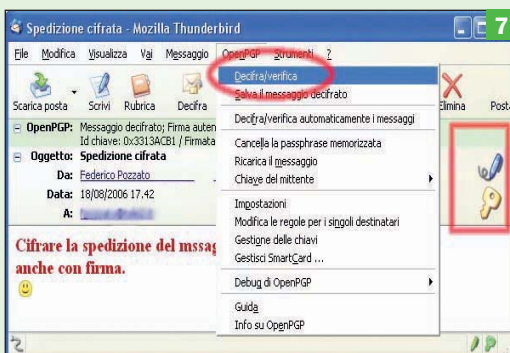 Spedizione cifrata - Mozilla Thunderbird
7
File Modifica Visualizza Vai Messaggio OpenPGP Strumenti ?
Scarica posta Scrivi Rubrica Decifra Elimina
OpenPGP: Messaggio decifrato; Firma
Id chiave: 0x3313ACB1 / Firmata
Oggetto: Spedizione cifrata
Da: Federico Pozzato
Data: 18/08/2006 17.42
A:
Cifrare la spedizione del
anche con firma.
Decifra/verifica
Salva il messaggio decifrato
Decifra/verifica automaticamente i messaggi
Cancella la passphrase memorizzata
Ricarica il messaggio
Chiave del mittente
Impostazioni
Modifica le regole per i singoli destinatari
Gestione delle chiavi
Gestisci SmartCard ...
Debug di OpenPGP
Guida
Info su OpenPGP